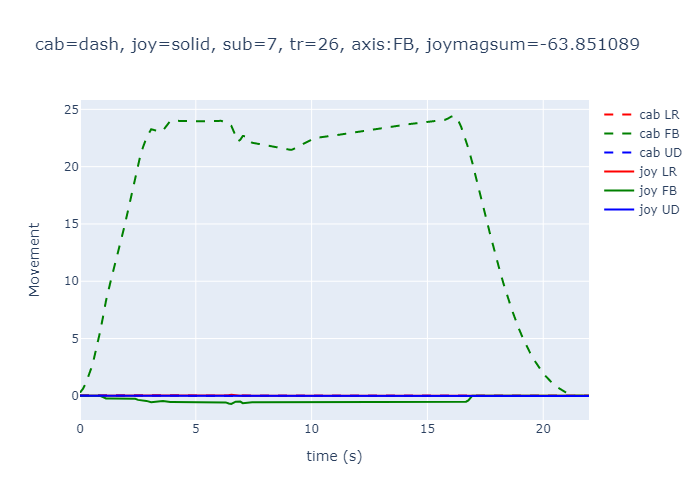 cab=dash, joy=solid, sub=7, tr=26, axis:FB, joymagsum=-63.851089
25
20
15
10
5
0
Movement
0
5
10
15
20
time (s)
cab LR
cab FB
cab UD
joy LR
joy FB
joy UD